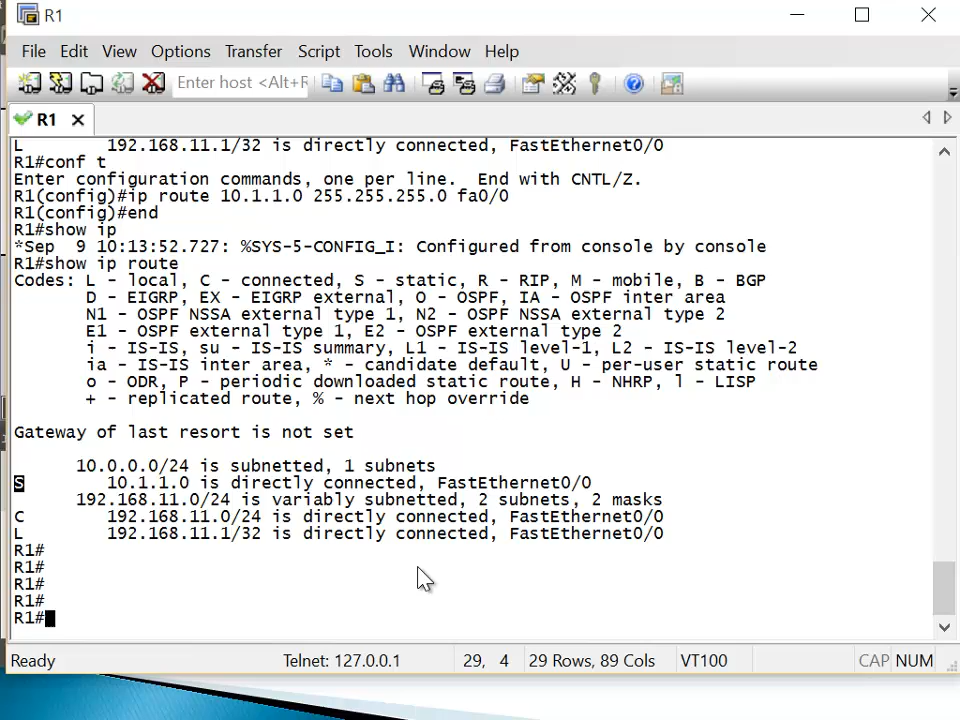 R1
File Edit View Options Transfer Script Tools Window Help
Enter host <Alt+R
R1
L 192.168.11.1/32 is directly connected, FastEthernet0/0
R1#conf t
Enter configuration commands, one per line. End with CNTL/Z.
R1(config)#ip route 10.1.1.0 255.255.255.0 fa0/0
R1(config)#end
R1#show ip
*Sep 9 10:13:52.727: %SYS-5-CONFIG_I: Configured from console by console
R1#show ip route
Codes: L - local, C - connected, S - static, R - RIP, M - mobile, B - BGP
D - EIGRP, EX - EIGRP external, O - OSPF, IA - OSPF inter area
N1 - OSPF NSSA external type 1, N2 - OSPF NSSA external type 2
E1 - OSPF external type 1, E2 - OSPF external type 2
i - IS-IS, su - IS-IS summary, L1 - IS-IS level-1, L2 - IS-IS level-2
ia - IS-IS inter area, * - candidate default, U - per-user static route
o - ODR, P - periodic downloaded static route, H - NHRP, l - LISP
+ - replicated route, % - next hop override
Gateway of last resort is not set
10.0.0.0/24 is subnetted, 1 subnets
S 10.1.1.0 is directly connected, FastEthernet0/0
192.168.11.0/24 is variably subnetted, 2 subnets, 2 masks
C 192.168.11.0/24 is directly connected, FastEthernet0/0
L 192.168.11.1/32 is directly connected, FastEthernet0/0
R1#
R1#
R1#
R1#
R1#
Ready Telnet: 127.0.0.1 29, 4 29 Rows, 89 Cols VT100 CAP NUM